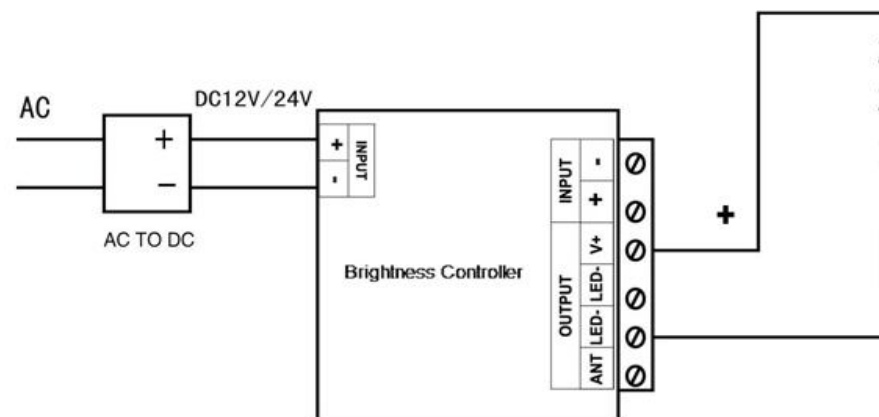 AC
DC12V/24V
+
−
AC TO DC
+
-
INPUT
Brightness Controller
INPUT
-
+
OUTPUT
V+
LED-
LED-
ANT
+